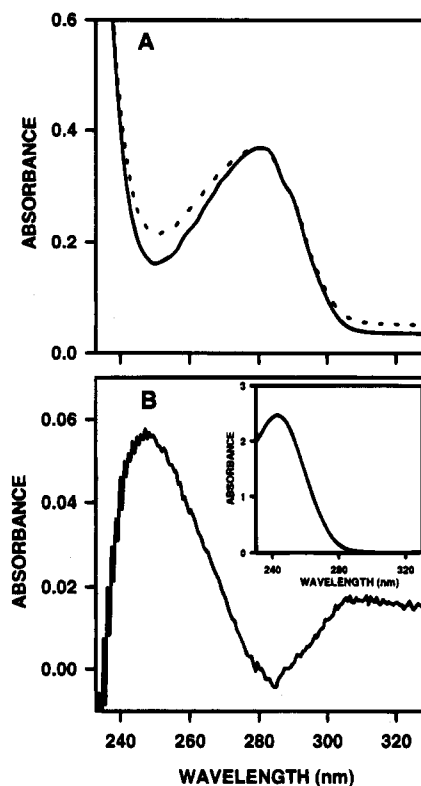 A
ABSORBANCE
0.6
0.4
0.2
0.0
B
ABSORBANCE
0.06
0.04
0.02
0.00
ABSORBANCE
3
2
1
0
240 280 320
WAVELENGTH (nm)
240 260 280 300 320
WAVELENGTH (nm)